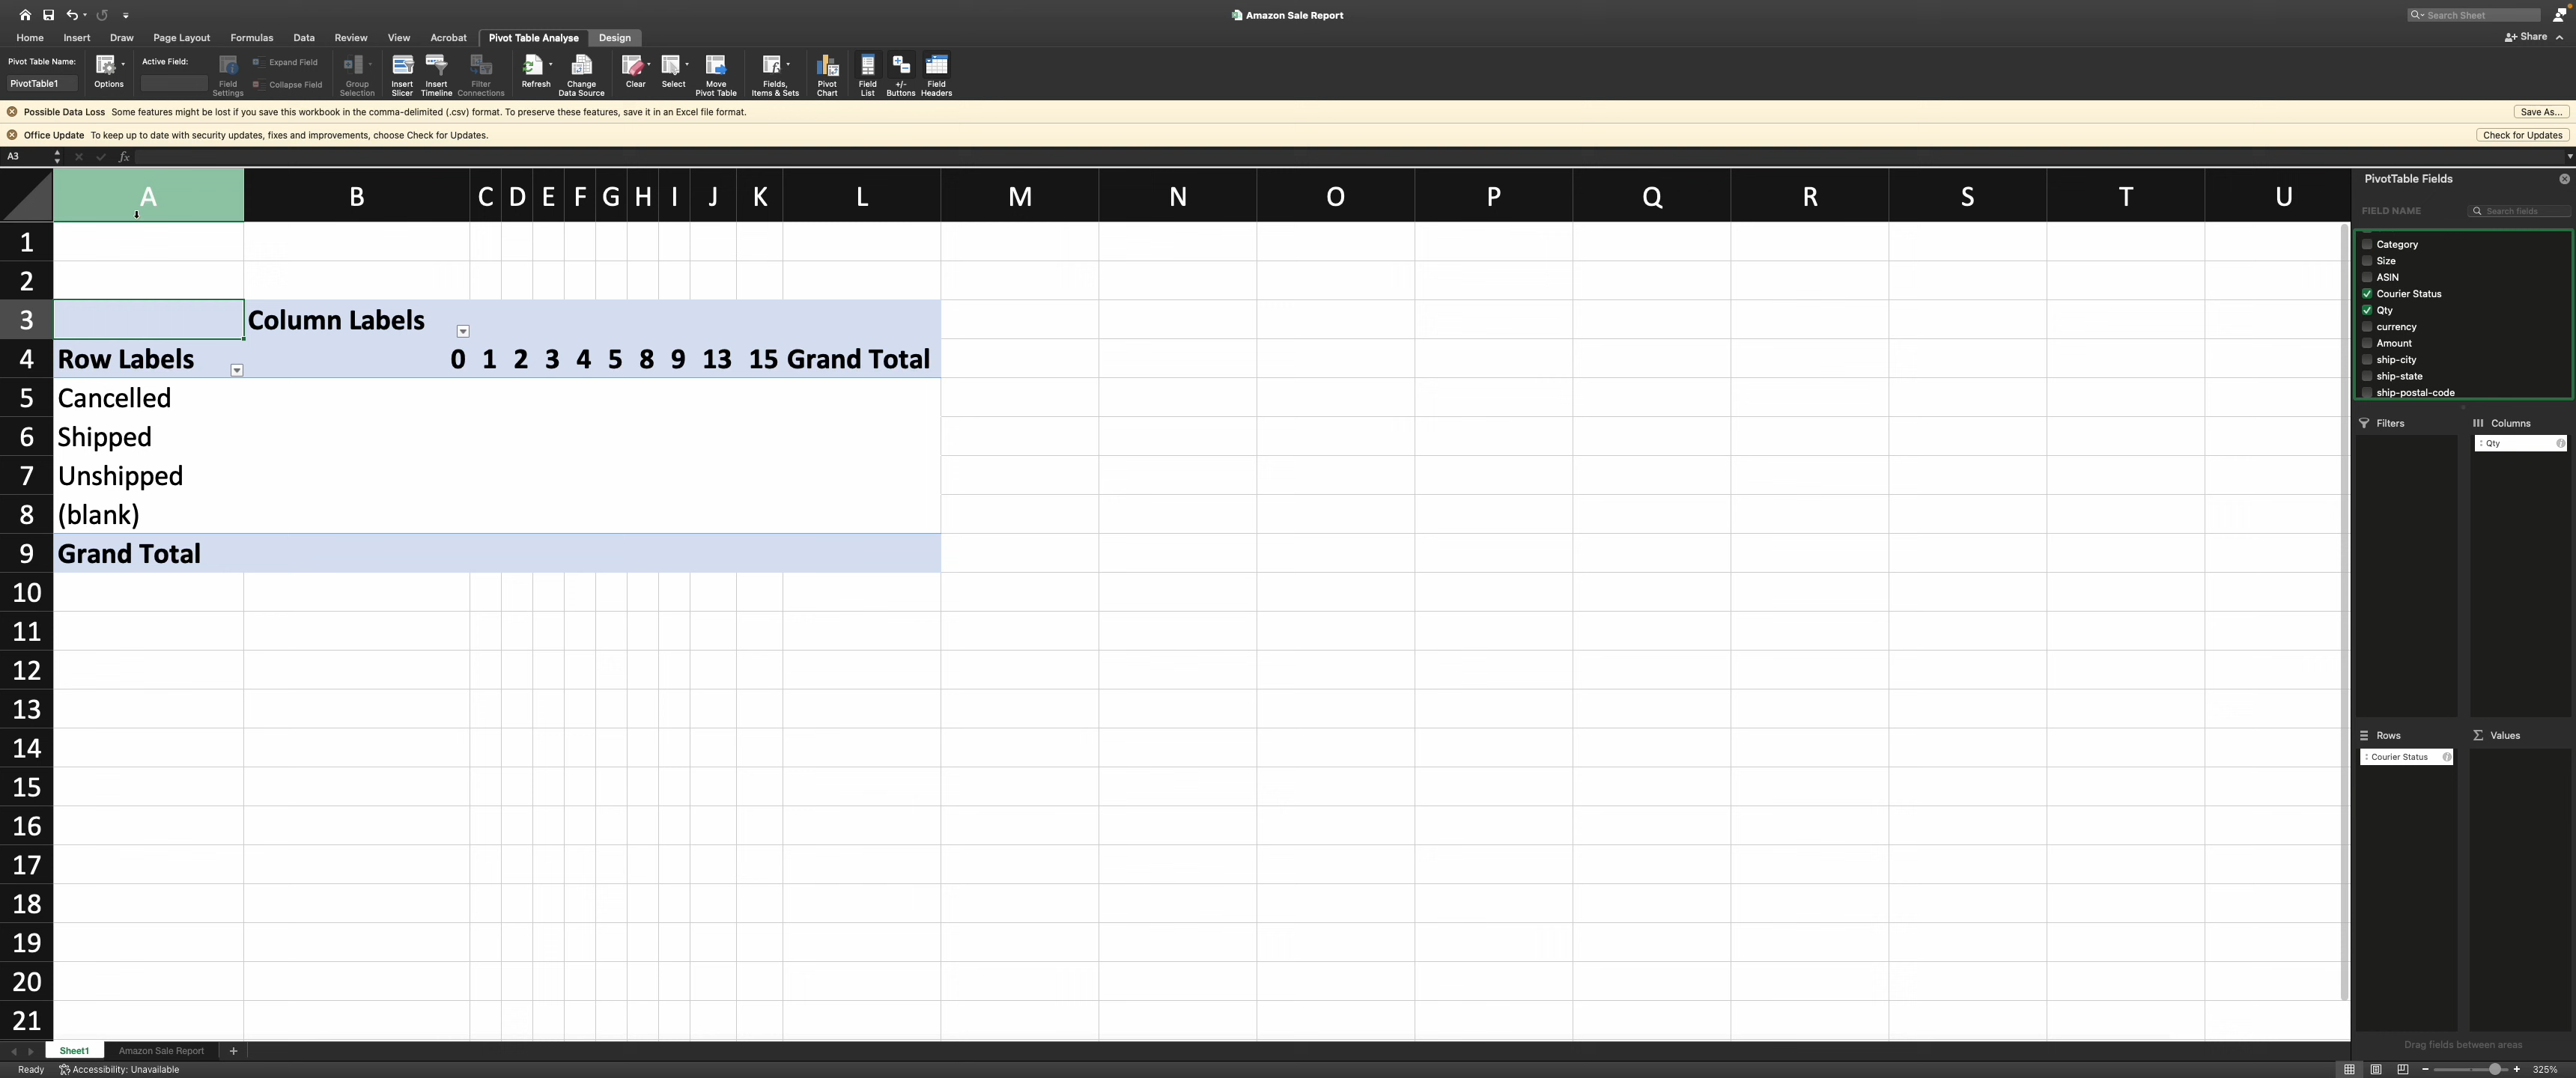 Amazon Sale Report
Search Sheet
Home Insert Draw Page Layout Formulas Data Review View Acrobat Pivot Table Analyse Design
Share
Pivot Table Name:
PivotTable1
Options
Active Field:
Field Settings
Expand Field
Collapse Field
Group Selection
Insert Slicer
Insert Timeline
Filter Connections
Refresh
Change Data Source
Clear
Select
Move Pivot Table
Fields, Items & Sets
Pivot Chart
Field List
+/- Buttons
Field Headers
Possible Data Loss Some features might be lost if you save this workbook in the comma-delimited (.csv) format. To preserve these features, save it in an Excel file format.
Save As...
Office Update To keep up to date with security updates, fixes and improvements, choose Check for Updates.
Check for Updates
A3 fx
A B C D E F G H I J K L M N O P Q R S T U
1
2
3 Column Labels
4 Row Labels 0 1 2 3 4 5 8 9 13 15 Grand Total
5 Cancelled
6 Shipped
7 Unshipped
8 (blank)
9 Grand Total
10
11
12
13
14
15
16
17
18
19
20
21
PivotTable Fields
FIELD NAME
Search fields
Category
Size
ASIN
Courier Status
Qty
currency
Amount
ship-city
ship-state
ship-postal-code
Filters
Columns
Qty
Rows
Courier Status
Values
Drag fields between areas
Sheet1 Amazon Sale Report +
Ready Accessibility: Unavailable
325%